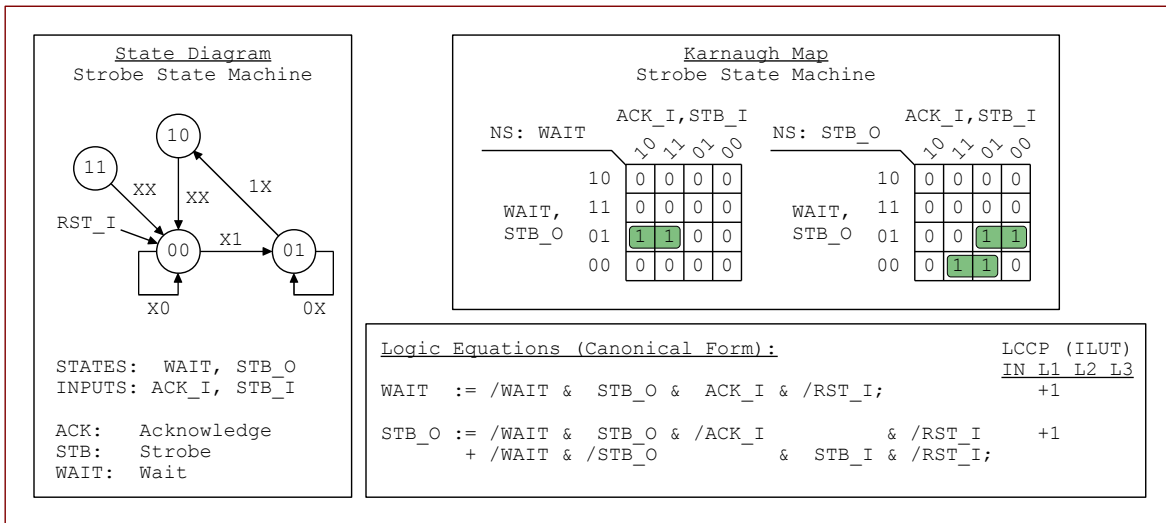 State Diagram
Strobe State Machine
10
11
XX
XX
1X
RST_I
00
X1
01
X0
0X
STATES: WAIT, STB_O
INPUTS: ACK_I, STB_I
ACK: Acknowledge
STB: Strobe
WAIT: Wait
Karnaugh Map
Strobe State Machine
NS: WAIT
ACK_I,STB_I
10 11 01 00
10 0 0 0 0
11 0 0 0 0
WAIT,
STB_O
01 1 1 0 0
00 0 0 0 0
NS: STB_O
ACK_I,STB_I
10 11 01 00
10 0 0 0 0
11 0 0 0 0
WAIT,
STB_O
01 0 0 1 1
00 0 1 1 0
Logic Equations (Canonical Form): LCCP (ILUT)
IN L1 L2 L3
WAIT := /WAIT & STB_O & ACK_I & /RST_I; +1
STB_O := /WAIT & STB_O & /ACK_I & /RST_I +1
+ /WAIT & /STB_O & STB_I & /RST_I;